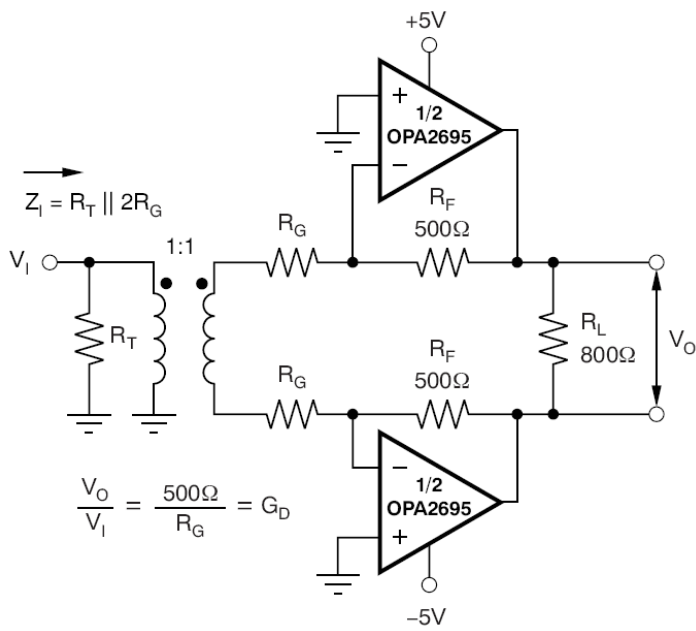 +5V
+
1/2
OPA2695
−
Z_I = R_T || 2R_G
R_F
500Ω
R_G
1:1
V_I
R_T
R_L
800Ω
V_O
R_F
500Ω
R_G
−
1/2
OPA2695
+
V_O / V_I = 500Ω / R_G = G_D
−5V